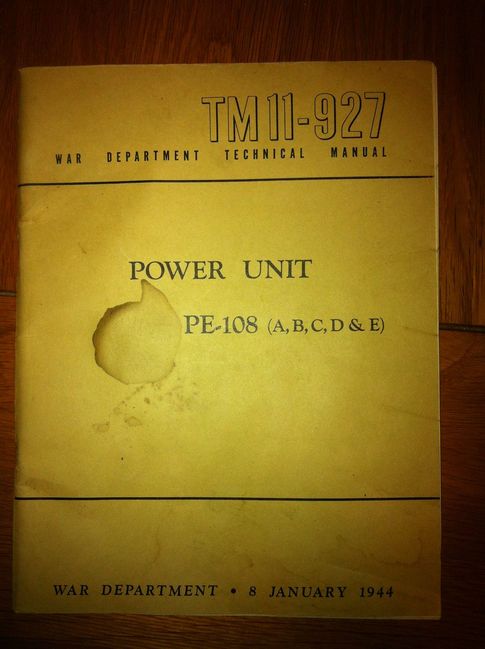 TM 11-927
WAR DEPARTMENT TECHNICAL MANUAL
POWER UNIT
PE-108 (A, B, C, D & E)
WAR DEPARTMENT • 8 JANUARY 1944